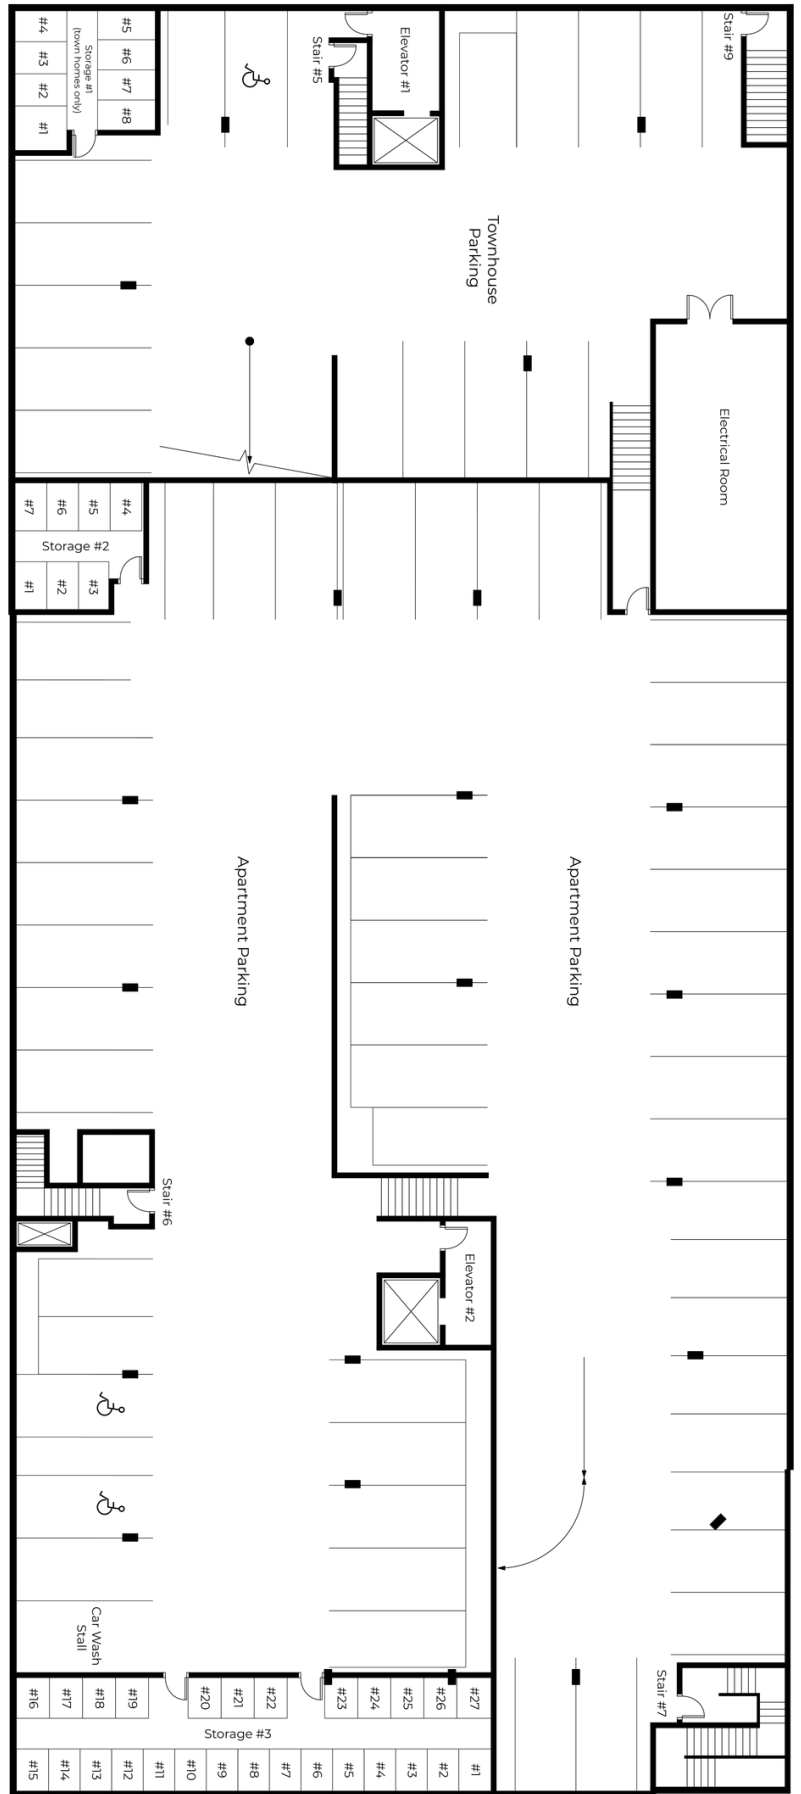 #4
#3
#2
#1
Storage #1
(town homes only)
#5
#6
#7
#8
Stair #5
Elevator #1
Stair #9
Townhouse
Parking
Electrical Room
#7
#6
#5
#4
Storage #2
#1
#2
#3
Apartment Parking
Apartment Parking
Stair #6
Elevator #2
Car Wash
Stall
Stair #7
#16
#17
#18
#19
#20
#21
#22
#23
#24
#25
#26
#27
Storage #3
#15
#14
#13
#12
#11
#10
#9
#8
#7
#6
#5
#4
#3
#2
#1